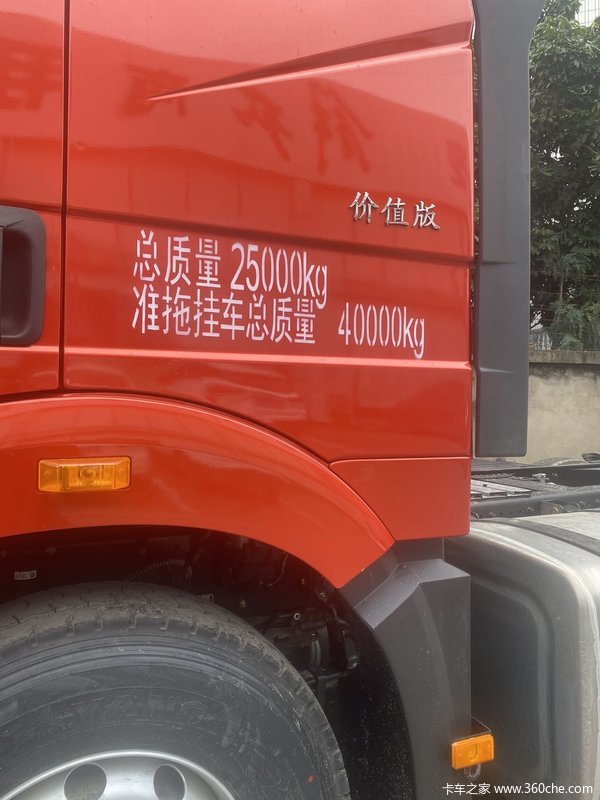 价值版
总质量 25000kg
准拖挂车总质量 40000kg
卡车之家 www.360che.com